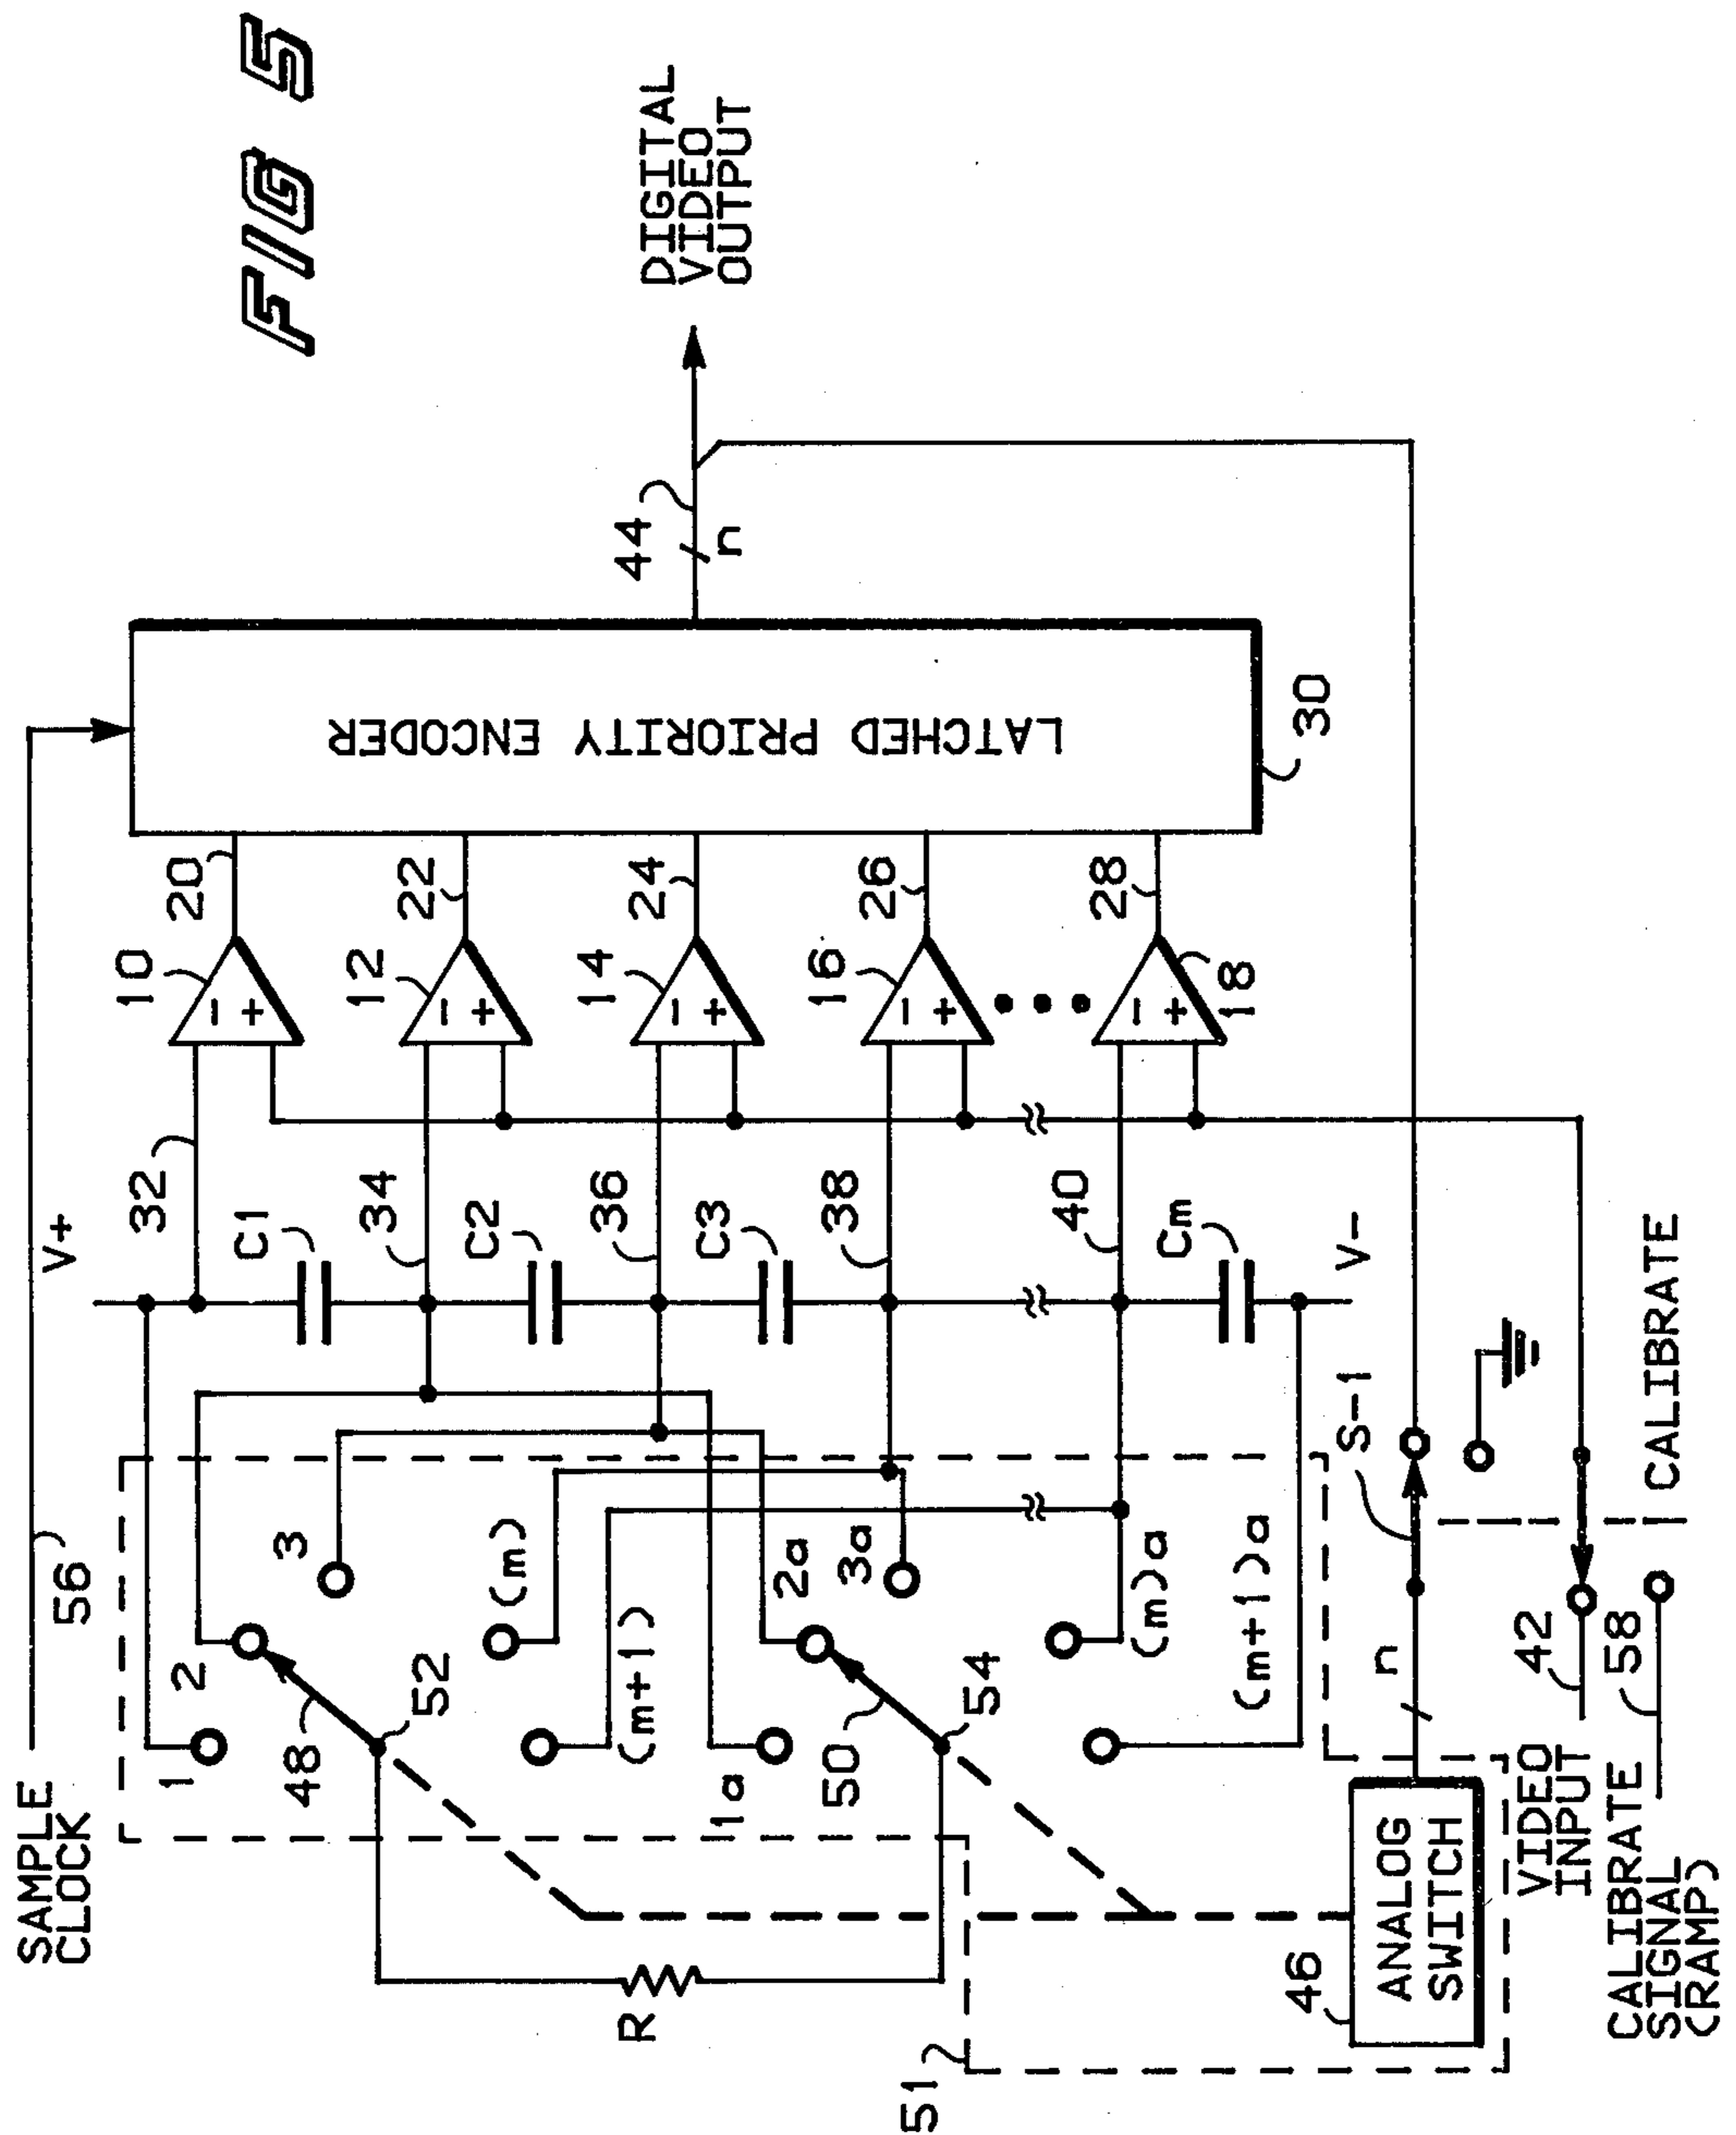 FIG 5
SAMPLE
CLOCK
56
V+
32
10
20
C1
34
12
22
C2
36
14
24
C3
38
16
26
40
18
28
Cm
V-
LATCHED PRIORITY ENCODER
30
44
n
DIGITAL
VIDEO
OUTPUT
1
2
3
(m)
(m+1)
48
52
1a
2a
3a
(m)a
(m+1)a
50
54
R
51
46
ANALOG
SWITCH
n
S-1
CALIBRATE
VIDEO
INPUT
42
CALIBRATE
SIGNAL
(RAMP)
58
- +
- +
- +
- +
- +